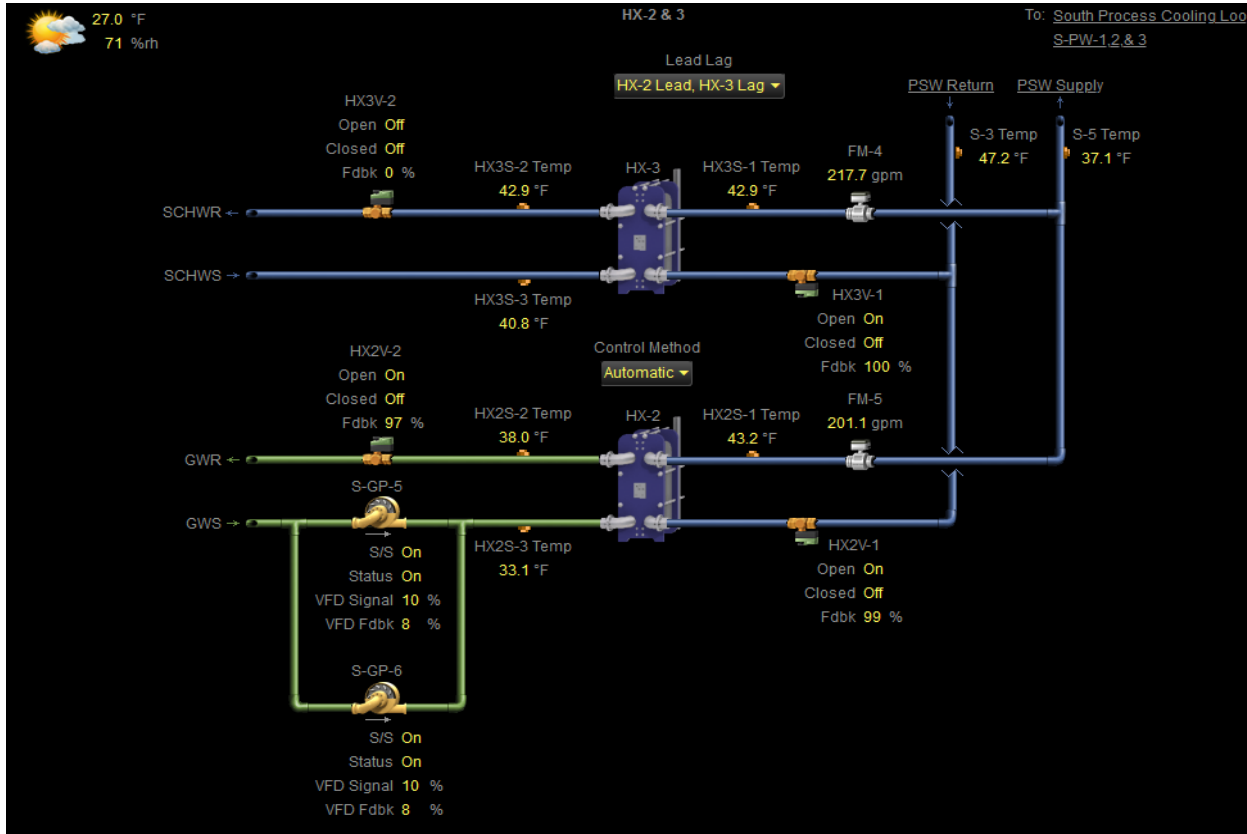 27.0 °F
71 %rh
HX-2 & 3
To: South Process Cooling Loo
S-PW-1,2,& 3
Lead Lag
HX-2 Lead, HX-3 Lag
PSW Return
PSW Supply
HX3V-2
Open Off
Closed Off
Fdbk 0 %
S-3 Temp
47.2 °F
S-5 Temp
37.1 °F
HX3S-2 Temp
42.9 °F
HX-3
HX3S-1 Temp
42.9 °F
FM-4
217.7 gpm
SCHWR
SCHWS
HX3S-3 Temp
40.8 °F
HX3V-1
Open On
Closed Off
Fdbk 100 %
Control Method
Automatic
HX2V-2
Open On
Closed Off
Fdbk 97 %
HX2S-2 Temp
38.0 °F
HX-2
HX2S-1 Temp
43.2 °F
FM-5
201.1 gpm
GWR
S-GP-5
GWS
S/S On
Status On
VFD Signal 10 %
VFD Fdbk 8 %
HX2S-3 Temp
33.1 °F
HX2V-1
Open On
Closed Off
Fdbk 99 %
S-GP-6
S/S On
Status On
VFD Signal 10 %
VFD Fdbk 8 %